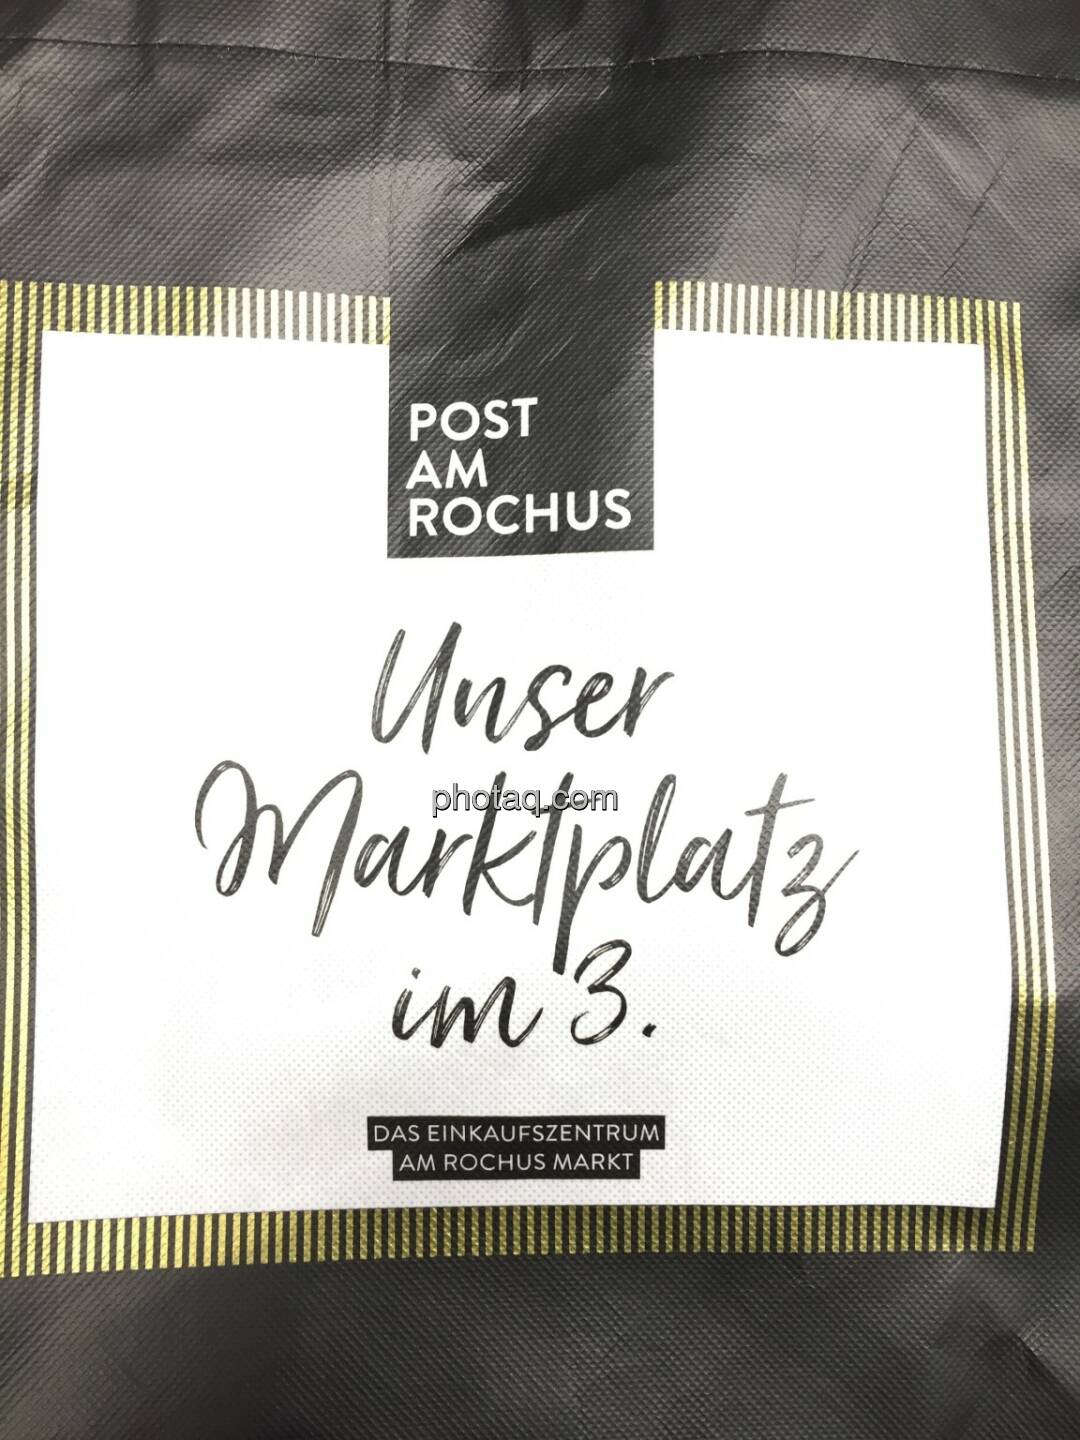 POST
AM
ROCHUS
Unser
Marktplatz
photaq.com
im 3.
DAS EINKAUFSZENTRUM
AM ROCHUS MARKT